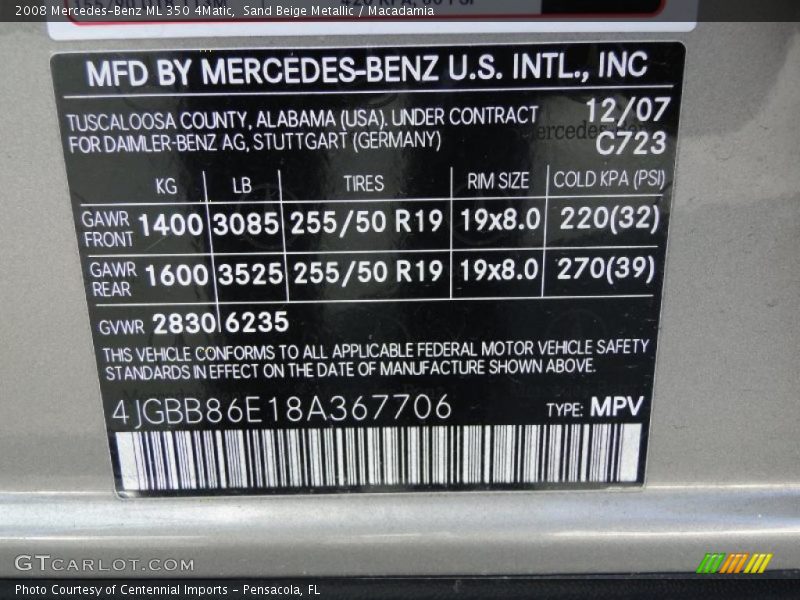 2008 Mercedes-Benz ML 350 4Matic,  Sand Beige Metallic / Macadamia
MFD BY MERCEDES-BENZ U.S. INTL., INC
TUSCALOOSA COUNTY, ALABAMA (USA). UNDER CONTRACT 12/07
FOR DAIMLER-BENZ AG, STUTTGART (GERMANY) C723
KG LB TIRES RIM SIZE COLD KPA (PSI)
GAWR FRONT 1400 3085 255/50 R19 19x8.0 220(32)
GAWR REAR 1600 3525 255/50 R19 19x8.0 270(39)
GVWR 2830 6235
THIS VEHICLE CONFORMS TO ALL APPLICABLE FEDERAL MOTOR VEHICLE SAFETY
STANDARDS IN EFFECT ON THE DATE OF MANUFACTURE SHOWN ABOVE.
4JGBB86E18A367706 TYPE: MPV
GTCARLOT.COM
Photo Courtesy of Centennial Imports - Pensacola, FL